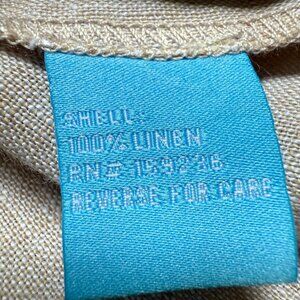 SHELL:
100% LINEN
RN# 159236
REVERSE FOR CARE